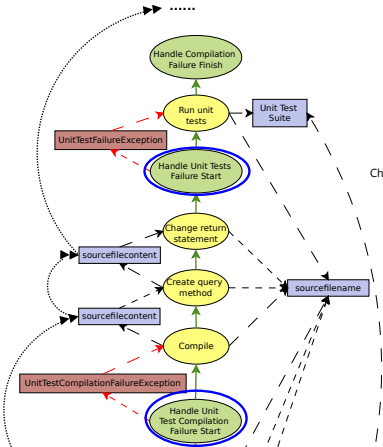 ......
Handle Compilation
Failure Finish
Run unit
tests
Unit Test
Suite
UnitTestFailureException
Handle Unit Tests
Failure Start
Ch
Change return
statement
sourcefilecontent
Create query
method
sourcefilename
sourcefilecontent
Compile
UnitTestCompilationFailureException
Handle Unit
Test Compilation
Failure Start